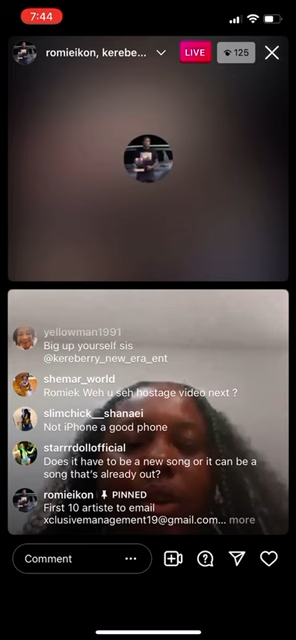 7:44
romieikon, kerebe...
LIVE
125
yellowman1991
Big up yourself sis
@kereberry_new_era_ent
shemar_world
Romiek Weh u seh hostage video next ?
slimchick__shanaei
Not iPhone a good phone
starrrdollofficial
Does it have to be a new song or it can be a
song that's already out?
romieikon PINNED
First 10 artiste to email
xclusivemanagement19@gmail.com... more
Comment